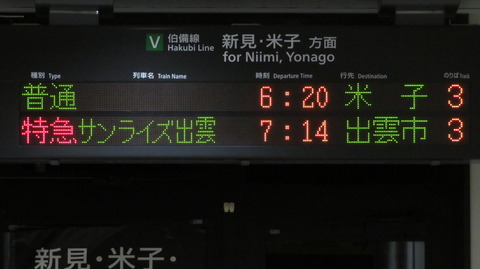 V 伯備線 Hakubi Line 新見・米子 方面 for Niimi, Yonago
種別 Type 列車名 Train Name 時刻 Departure Time 行先 Destination のりば Track
普通 6:20 米子 3
特急 サンライズ出雲 7:14 出雲市 3
新見・米子・